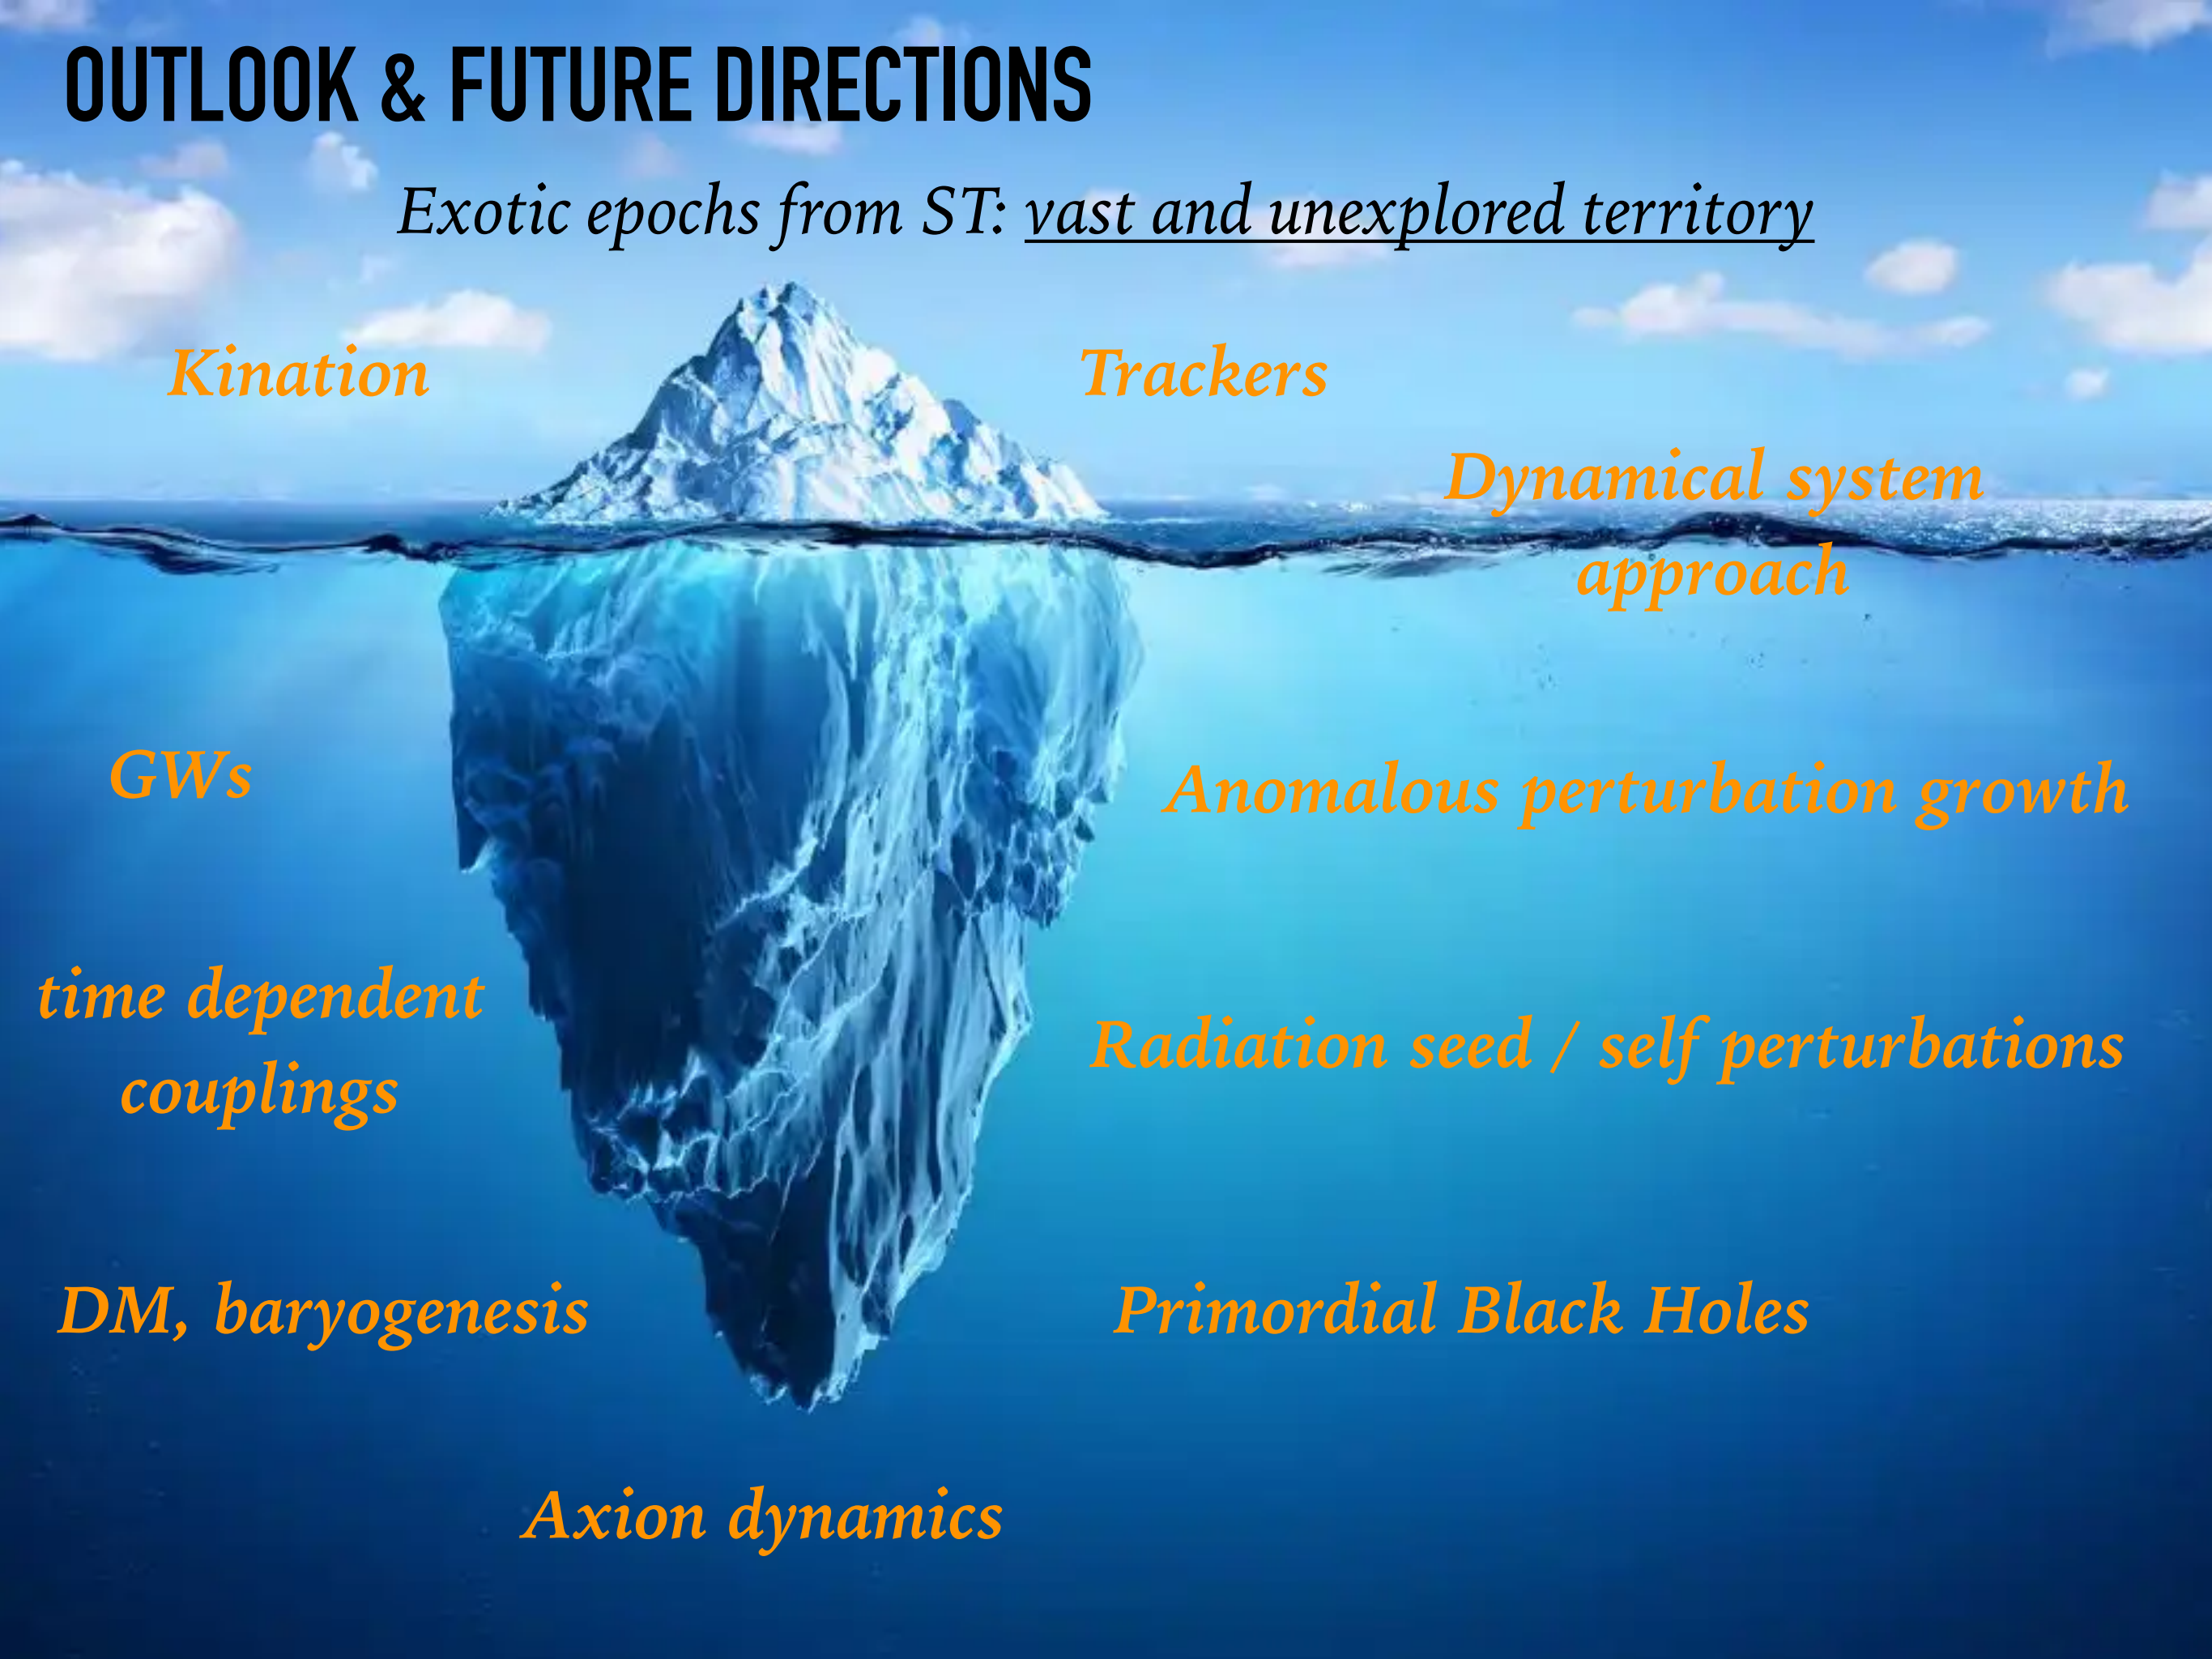 OUTLOOK & FUTURE DIRECTIONS
Exotic epochs from ST: vast and unexplored territory
Kination
Trackers
Dynamical system
approach
GWs
Anomalous perturbation growth
time dependent
couplings
Radiation seed / self perturbations
DM, baryogenesis
Primordial Black Holes
Axion dynamics